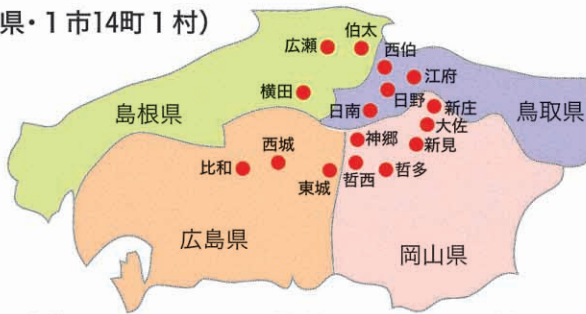 県・1市14町1村）
広瀬
伯太
西伯
江府
横田
日野
日南
新庄
島根県
鳥取県
大佐
神郷
新見
西城
比和
東城
哲西
哲多
広島県
岡山県